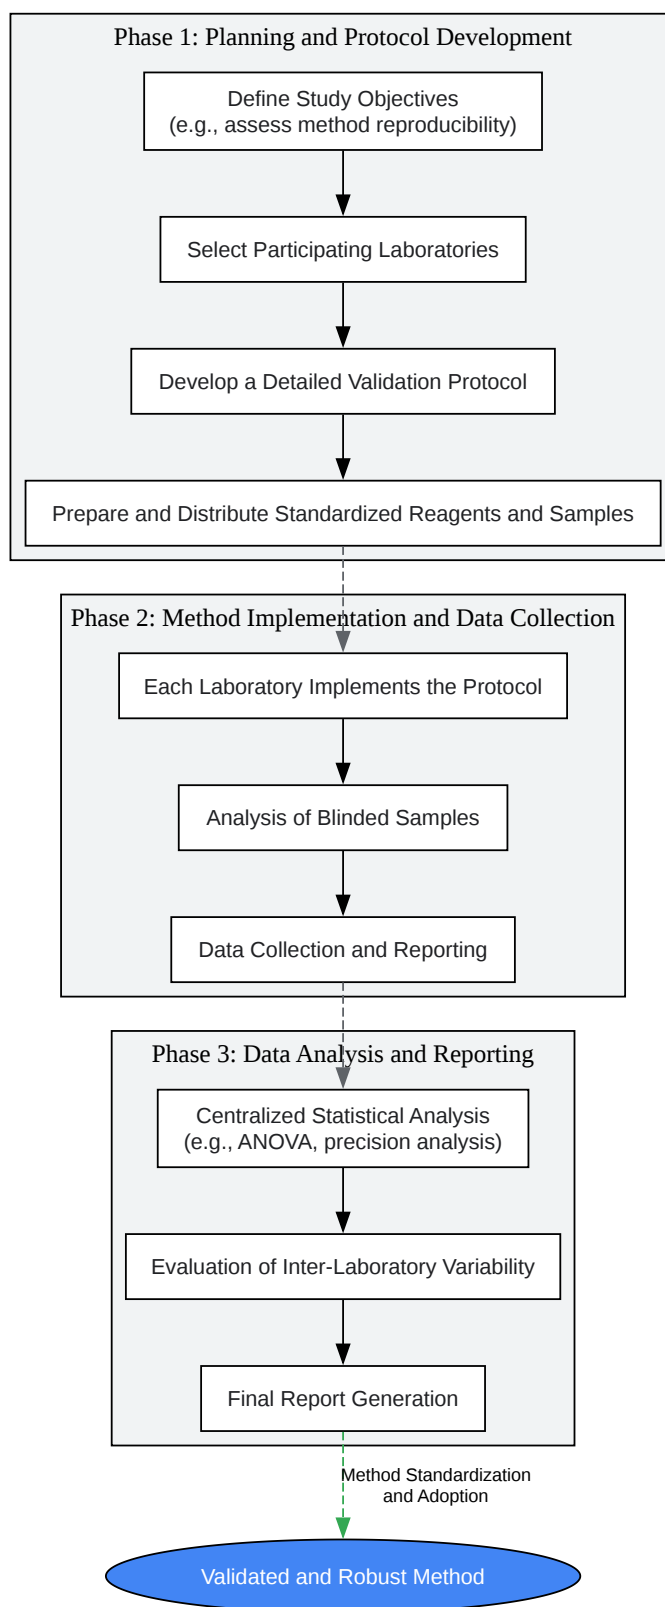 Phase 1: Planning and Protocol Development
Define Study Objectives
(e.g., assess method reproducibility)
Select Participating Laboratories
Develop a Detailed Validation Protocol
Prepare and Distribute Standardized Reagents and Samples
Phase 2: Method Implementation and Data Collection
Each Laboratory Implements the Protocol
Analysis of Blinded Samples
Data Collection and Reporting
Phase 3: Data Analysis and Reporting
Centralized Statistical Analysis
(e.g., ANOVA, precision analysis)
Evaluation of Inter-Laboratory Variability
Final Report Generation
Method Standardization
and Adoption
Validated and Robust Method